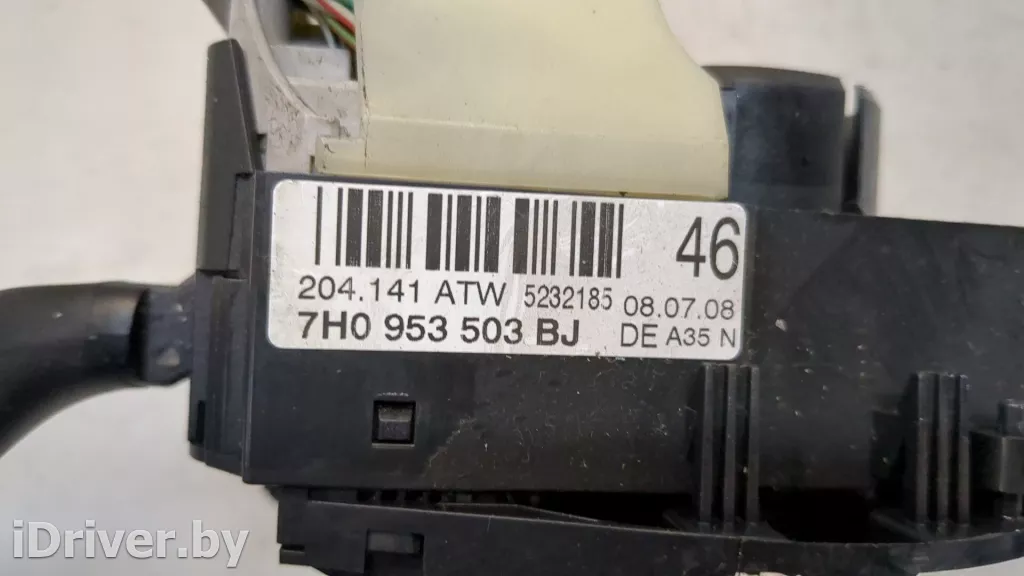 46
204.141 ATW 5232185 08.07.08
7H0 953 503 BJ DE A35 N
iDriver.by